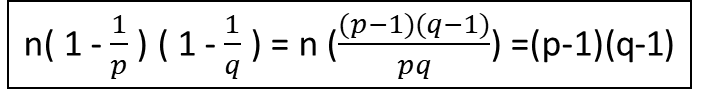 n( 1 - 1/p ) ( 1 - 1/q ) = n ((p−1)(q−1)/pq) =(p-1)(q-1)